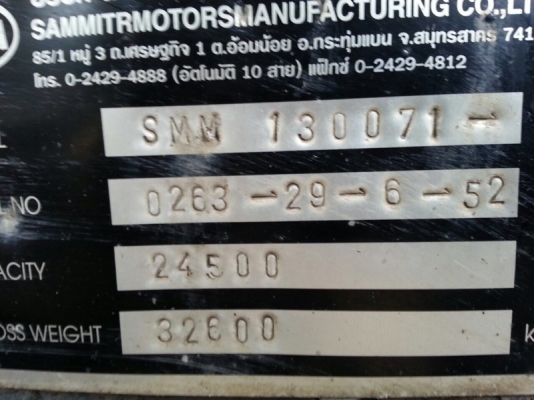 SAMMITRMOTORSMANUFACTURING CO.,LT
85/1 หมู่ 3 ถ.เศรษฐกิจ 1 ต.อ้อมน้อย อ.กระทุ่มแบน จ.สมุทรสาคร 741
โทร. 0-2429-4888 (อัตโนมัติ 10 สาย) แฟ็กซ์ 0-2429-4812
SMM 130071-
NO 0263-29-6-52
ACITY 24500
OSS WEIGHT 32600 k